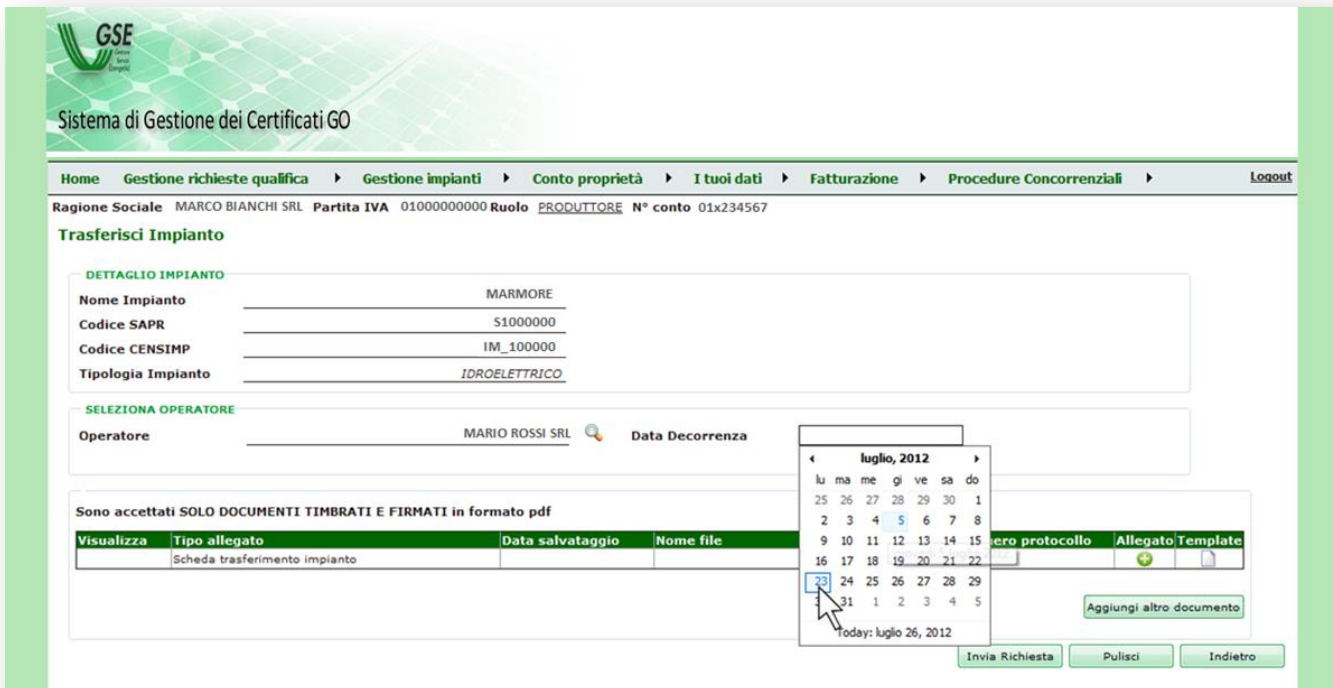 GSE
Gestore
Servizi
Energetici
Sistema di Gestione dei Certificati GO
Home Gestione richieste qualifica Gestione impianti Conto proprietà I tuoi dati Fatturazione Procedure Concorrenziali Logout
Ragione Sociale MARCO BIANCHI SRL Partita IVA 01000000000 Ruolo PRODUTTORE N° conto 01x234567
Trasferisci Impianto
DETTAGLIO IMPIANTO
Nome Impianto MARMORE
Codice SAPR S1000000
Codice CENSIMP IM_100000
Tipologia Impianto IDROELETTRICO
SELEZIONA OPERATORE
Operatore MARIO ROSSI SRL Data Decorrenza
luglio, 2012
lu ma me gi ve sa do
25 26 27 28 29 30 1
2 3 4 5 6 7 8
9 10 11 12 13 14 15
16 17 18 19 20 21 22
23 24 25 26 27 28 29
31 1 2 3 4 5
Today: luglio 26, 2012
Sono accettati SOLO DOCUMENTI TIMBRATI E FIRMATI in formato pdf
Visualizza Tipo allegato Data salvataggio Nome file protocollo Allegato Template
Scheda trasferimento impianto
Aggiungi altro documento
Invia Richiesta Pulisci Indietro